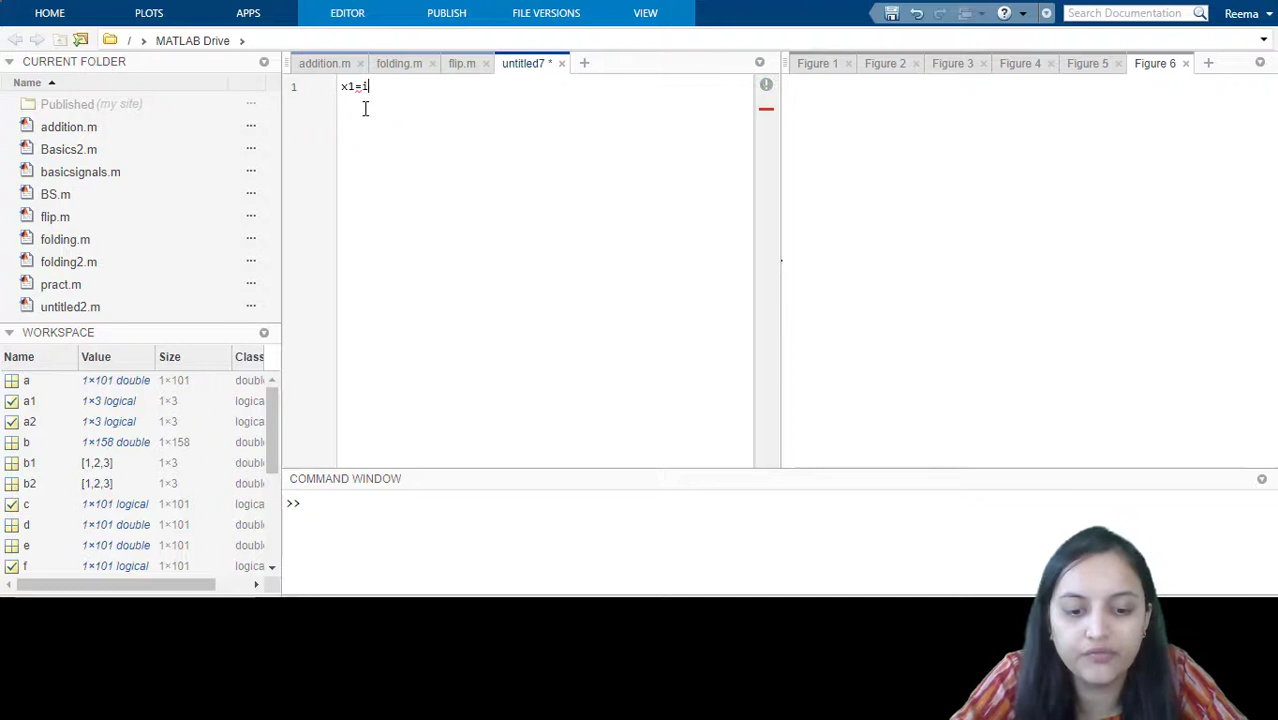 HOME PLOTS APPS EDITOR PUBLISH FILE VERSIONS VIEW Search Documentation Reema
/ MATLAB Drive
CURRENT FOLDER
Name
Published (my site)
addition.m
Basics2.m
basicsignals.m
BS.m
flip.m
folding.m
folding2.m
pract.m
untitled2.m
WORKSPACE
Name Value Size Class
a 1×101 double 1×101 doubl
a1 1×3 logical 1×3 logica
a2 1×3 logical 1×3 logica
b 1×158 double 1×158 doubl
b1 [1,2,3] 1×3 doubl
b2 [1,2,3] 1×3 doubl
c 1×101 logical 1×101 logica
d 1×101 double 1×101 doubl
e 1×101 double 1×101 doubl
f 1×101 logical 1×101 logica
addition.m × folding.m × flip.m × untitled7 * × +
1 x1=i
Figure 1 × Figure 2 × Figure 3 × Figure 4 × Figure 5 × Figure 6 × +
COMMAND WINDOW
>>